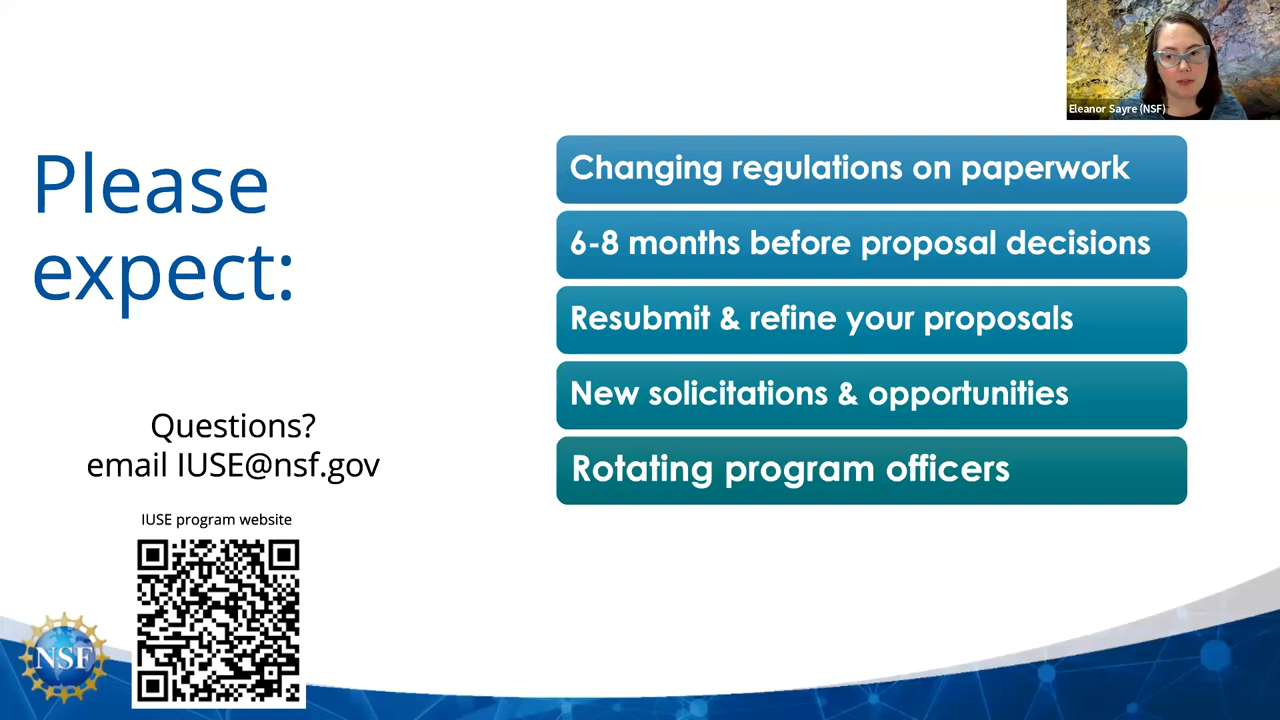 Eleanor Sayre (NSF)
Please
expect:
Changing regulations on paperwork
6-8 months before proposal decisions
Resubmit & refine your proposals
New solicitations & opportunities
Rotating program officers
Questions?
email IUSE@nsf.gov
IUSE program website
NSF